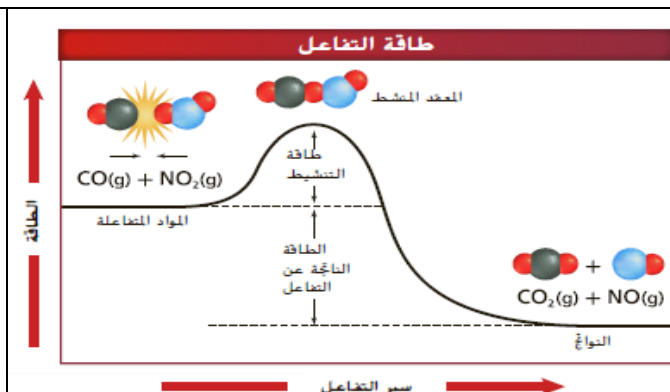 طاقة التفاعل
المعقد المنشط
CO(g) + NO₂(g)
طاقة
التنشيط
المواد المتفاعلة
الطاقة
الناتجة عن
التفاعل
الطاقة
+
CO₂(g) + NO(g)
النواتج
سير التفاعل